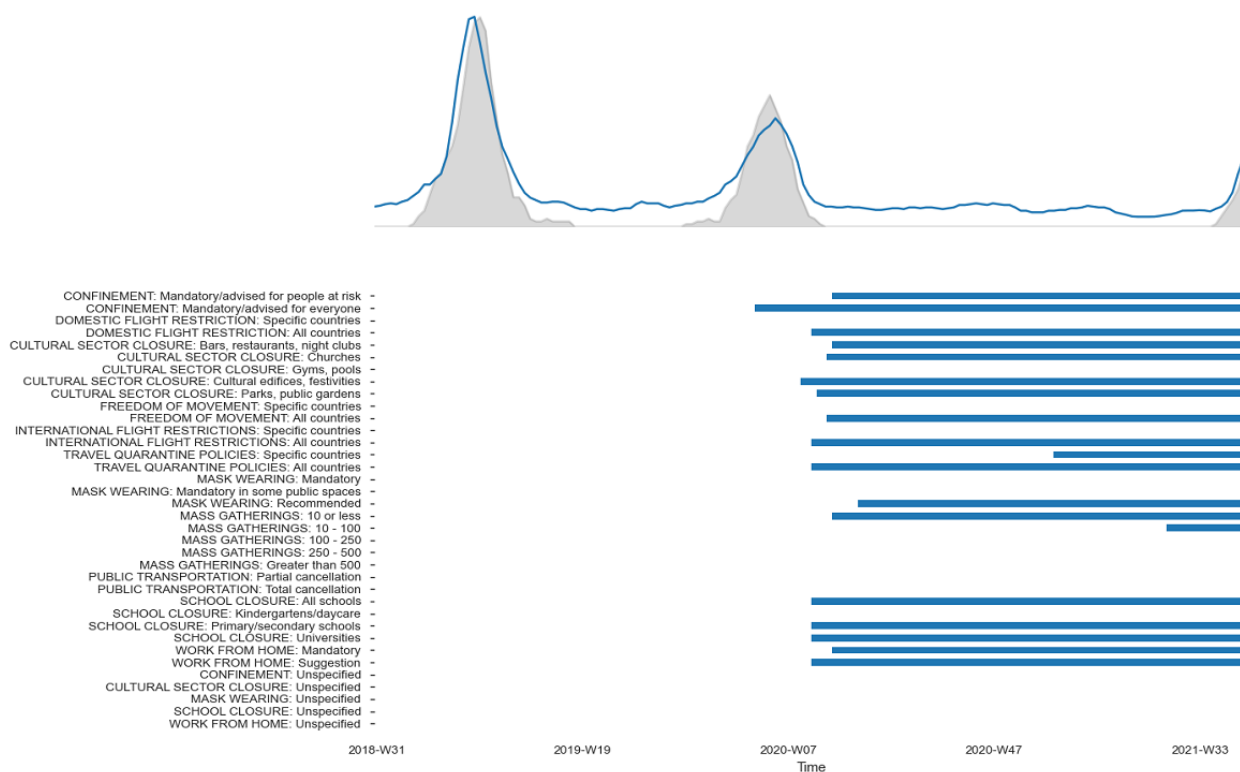 CONFINEMENT: Mandatory/advised for people at risk
CONFINEMENT: Mandatory/advised for everyone
DOMESTIC FLIGHT RESTRICTION: Specific countries
DOMESTIC FLIGHT RESTRICTION: All countries
CULTURAL SECTOR CLOSURE: Bars, restaurants, night clubs
CULTURAL SECTOR CLOSURE: Churches
CULTURAL SECTOR CLOSURE: Gyms, pools
CULTURAL SECTOR CLOSURE: Cultural edifices, festivities
CULTURAL SECTOR CLOSURE: Parks, public gardens
FREEDOM OF MOVEMENT: Specific countries
FREEDOM OF MOVEMENT: All countries
INTERNATIONAL FLIGHT RESTRICTIONS: Specific countries
INTERNATIONAL FLIGHT RESTRICTIONS: All countries
TRAVEL QUARANTINE POLICIES: Specific countries
TRAVEL QUARANTINE POLICIES: All countries
MASK WEARING: Mandatory
MASK WEARING: Mandatory in some public spaces
MASK WEARING: Recommended
MASS GATHERINGS: 10 or less
MASS GATHERINGS: 10 - 100
MASS GATHERINGS: 100 - 250
MASS GATHERINGS: 250 - 500
MASS GATHERINGS: Greater than 500
PUBLIC TRANSPORTATION: Partial cancellation
PUBLIC TRANSPORTATION: Total cancellation
SCHOOL CLOSURE: All schools
SCHOOL CLOSURE: Kindergartens/daycare
SCHOOL CLOSURE: Primary/secondary schools
SCHOOL CLOSURE: Universities
WORK FROM HOME: Mandatory
WORK FROM HOME: Suggestion
CONFINEMENT: Unspecified
CULTURAL SECTOR CLOSURE: Unspecified
MASK WEARING: Unspecified
SCHOOL CLOSURE: Unspecified
WORK FROM HOME: Unspecified
2018-W31 2019-W19 2020-W07 2020-W47 2021-W33
Time